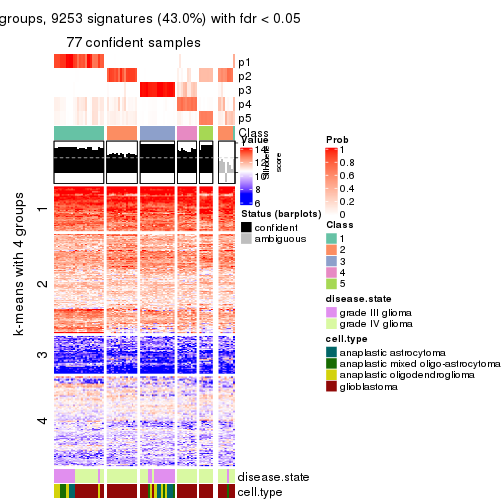 groups, 9253 signatures (43.0%) with fdr < 0.05
77 confident samples
p1
p2
p3
p4
p5
Class
Silhouette score
k-means with 4 groups
1
2
3
4
disease.state
cell.type
Value
14
12
10
8
6
Status (barplots)
confident
ambiguous
Prob
1
0.8
0.6
0.4
0.2
0
Class
1
2
3
4
5
disease.state
grade III glioma
grade IV glioma
cell.type
anaplastic astrocytoma
anaplastic mixed oligo-astrocytoma
anaplastic oligodendroglioma
glioblastoma